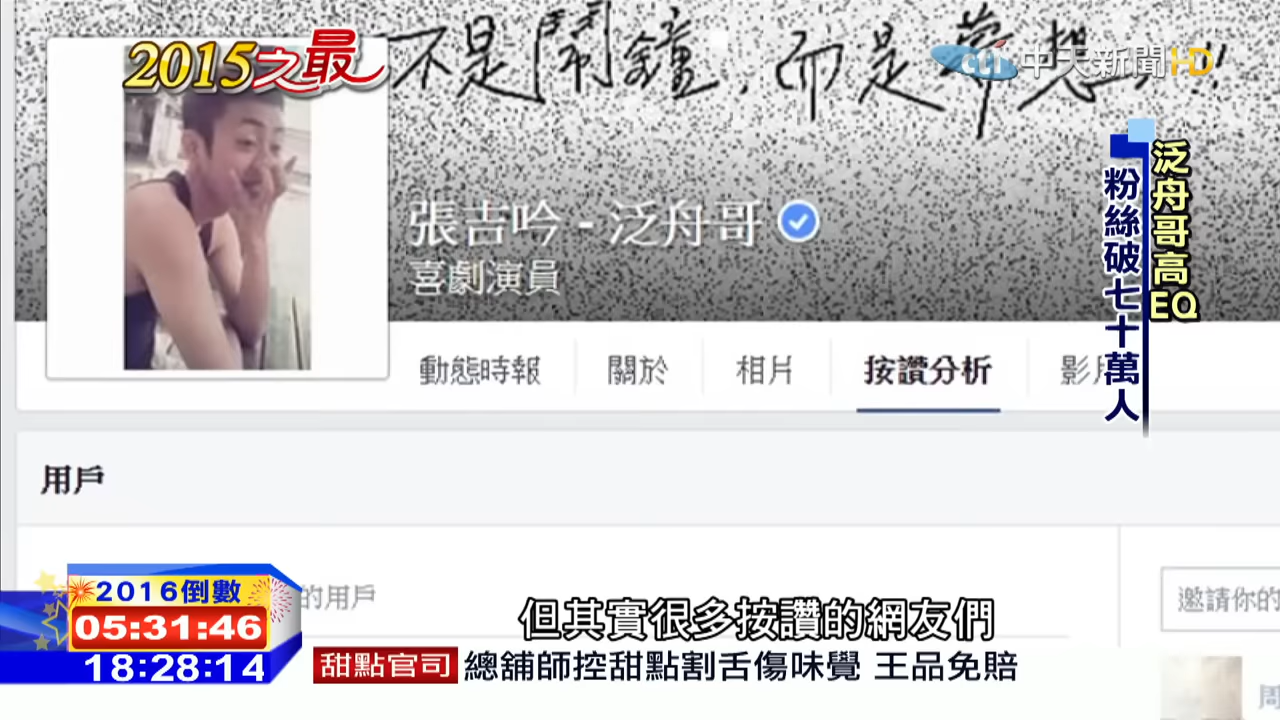 2015之最
不是鬧鐘,而是夢想!!
cti 中天新聞HD
泛舟哥高EQ
粉絲破七十萬人
張吉吟 - 泛舟哥
喜劇演員
動態時報
關於
相片
按讚分析
影
用戶
的用戶
邀請你的
周
2016倒數
05:31:46
18:28:14
但其實很多按讚的網友們
甜點官司 總舖師控甜點割舌傷味覺 王品免賠